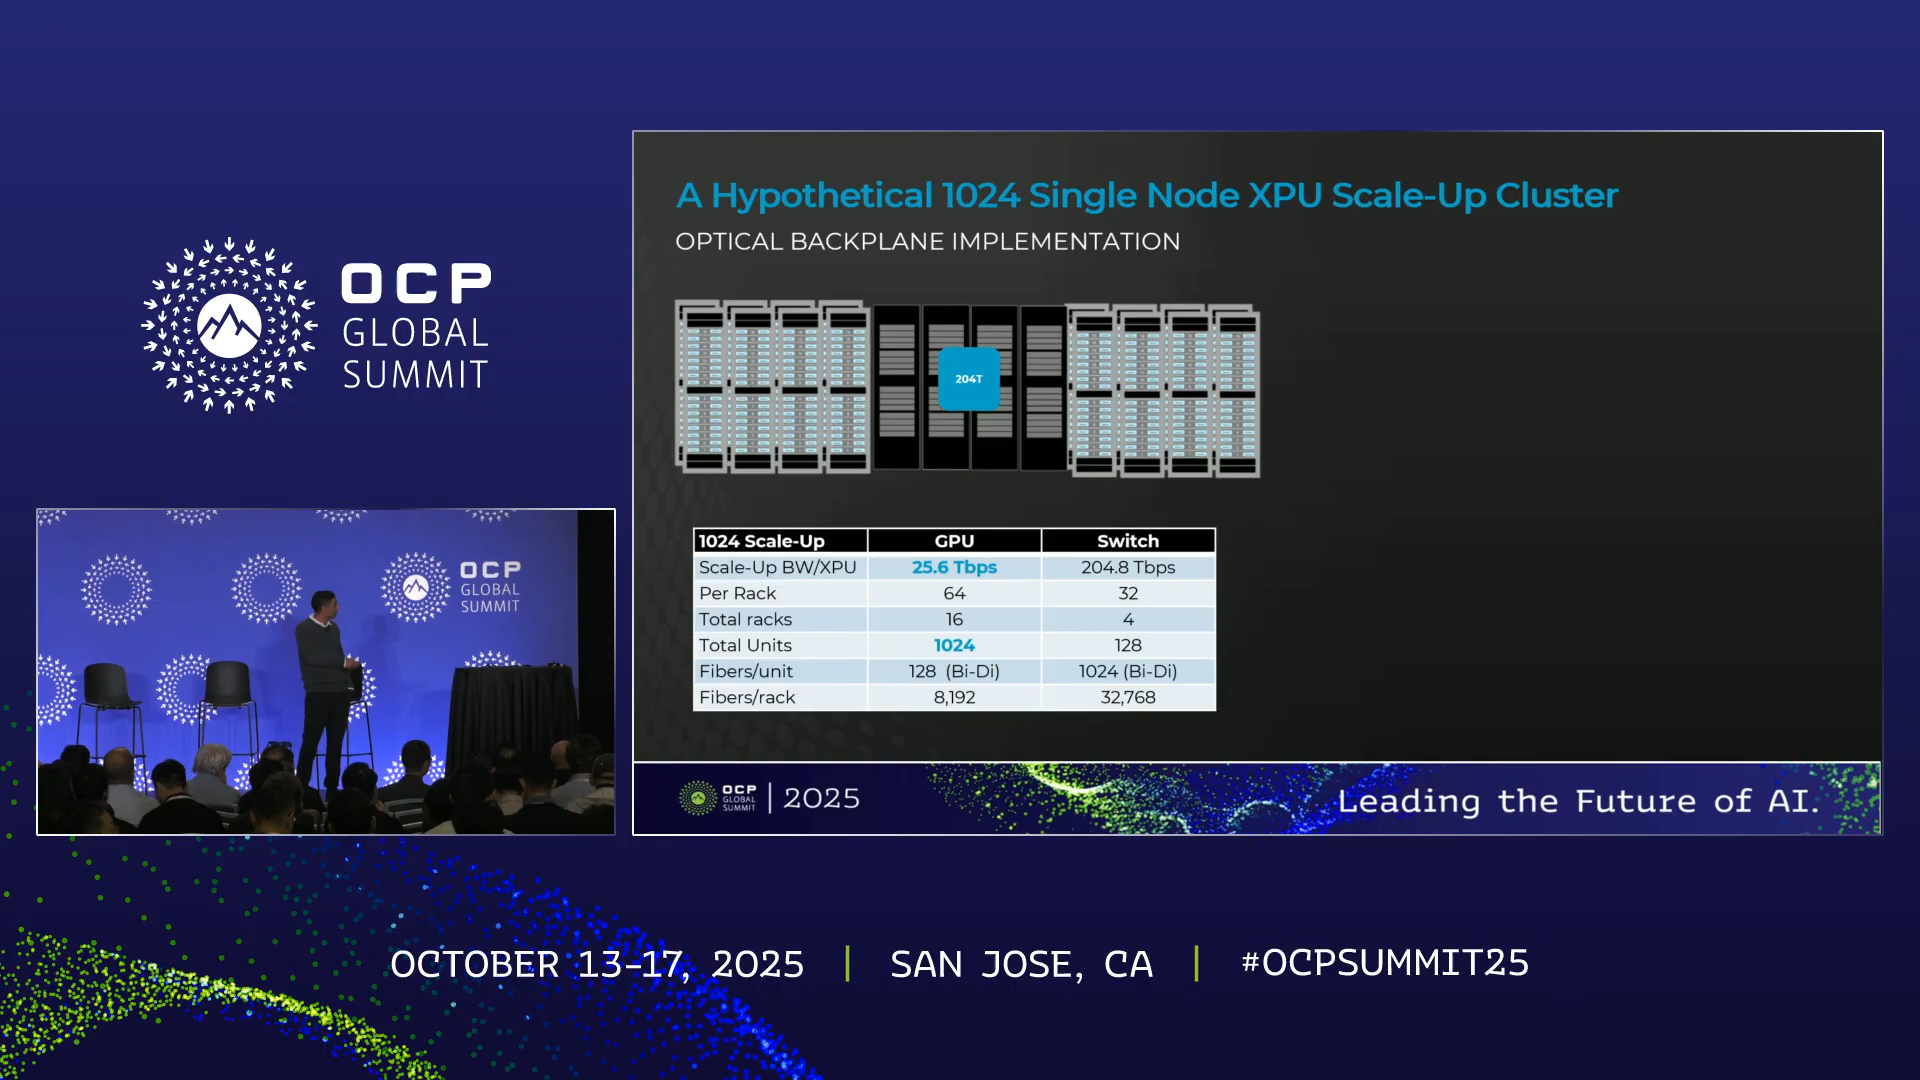 OCP
GLOBAL
SUMMIT
A Hypothetical 1024 Single Node XPU Scale-Up Cluster
OPTICAL BACKPLANE IMPLEMENTATION
204T
1024 Scale-Up GPU Switch
Scale-Up BW/XPU 25.6 Tbps 204.8 Tbps
Per Rack 64 32
Total racks 16 4
Total Units 1024 128
Fibers/unit 128 (Bi-Di) 1024 (Bi-Di)
Fibers/rack 8,192 32,768
OCP
GLOBAL
SUMMIT
OCP
GLOBAL
SUMMIT
2025
Leading the Future of AI.
OCTOBER 13-17, 2025 | SAN JOSE, CA | #OCPSUMMIT25